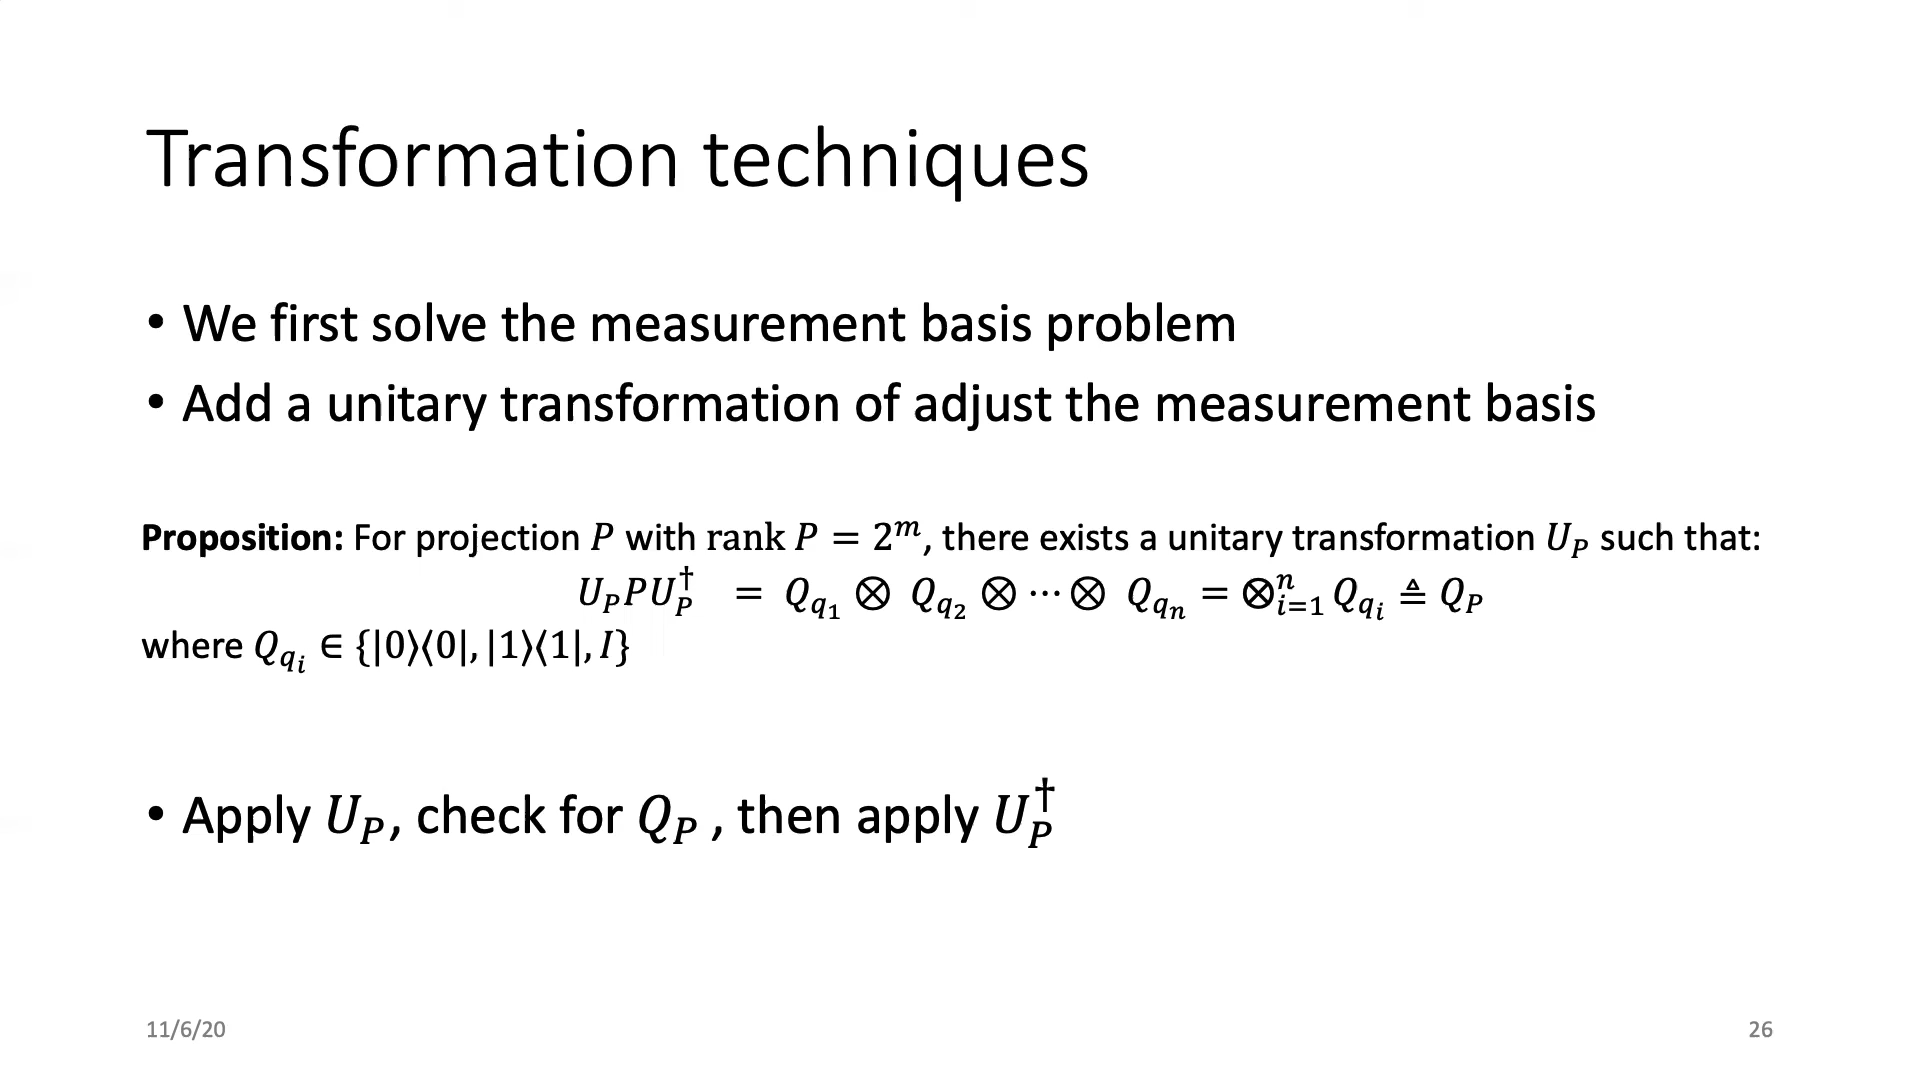 Transformation techniques
• We first solve the measurement basis problem
• Add a unitary transformation of adjust the measurement basis
Proposition: For projection 𝑃 with rank 𝑃 = 2ᵐ, there exists a unitary transformation U_P such that:
U_P P U_P^† = Q_{q_1} ⊗ Q_{q_2} ⊗ ⋯ ⊗ Q_{q_n} = ⊗_{i=1}^n Q_{q_i} ≜ Q_P
where Q_{q_i} ∈ {|0⟩⟨0|, |1⟩⟨1|, I}
• Apply U_P, check for Q_P , then apply U_P^†
11/6/20
26